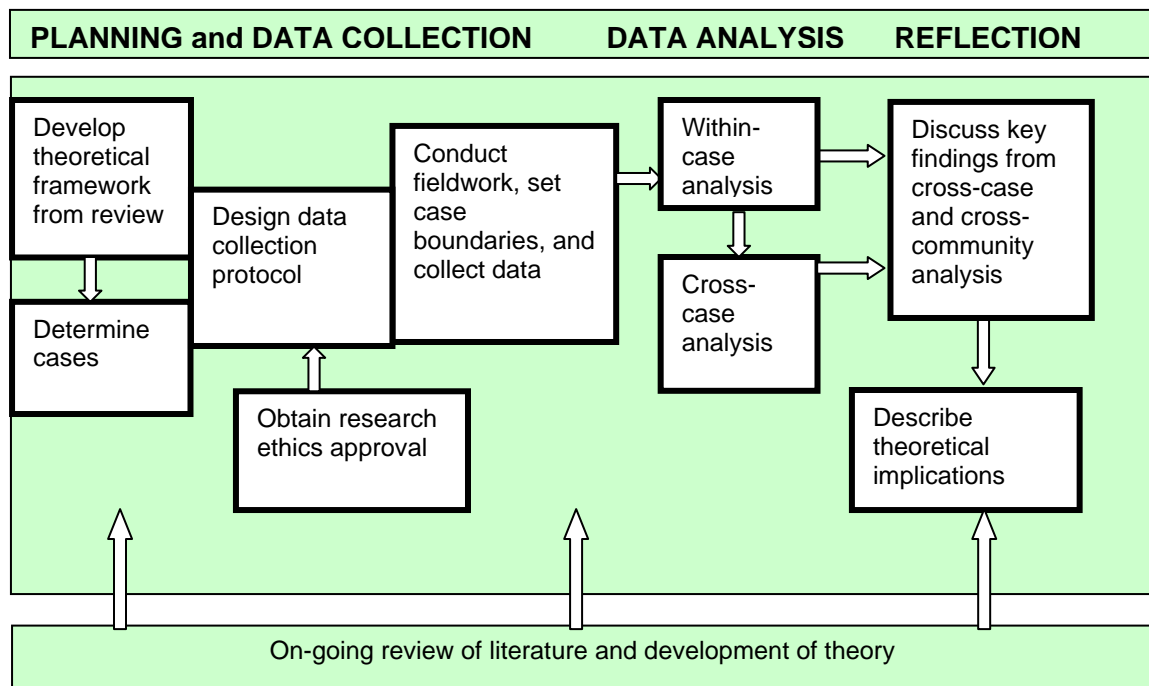 PLANNING and DATA COLLECTION DATA ANALYSIS REFLECTION
Develop
theoretical
framework
from review
Determine
cases
Design data
collection
protocol
Obtain research
ethics approval
Conduct
fieldwork, set
case
boundaries, and
collect data
Within-
case
analysis
Cross-
case
analysis
Discuss key
findings from
cross-case
and cross-
community
analysis
Describe
theoretical
implications
On-going review of literature and development of theory